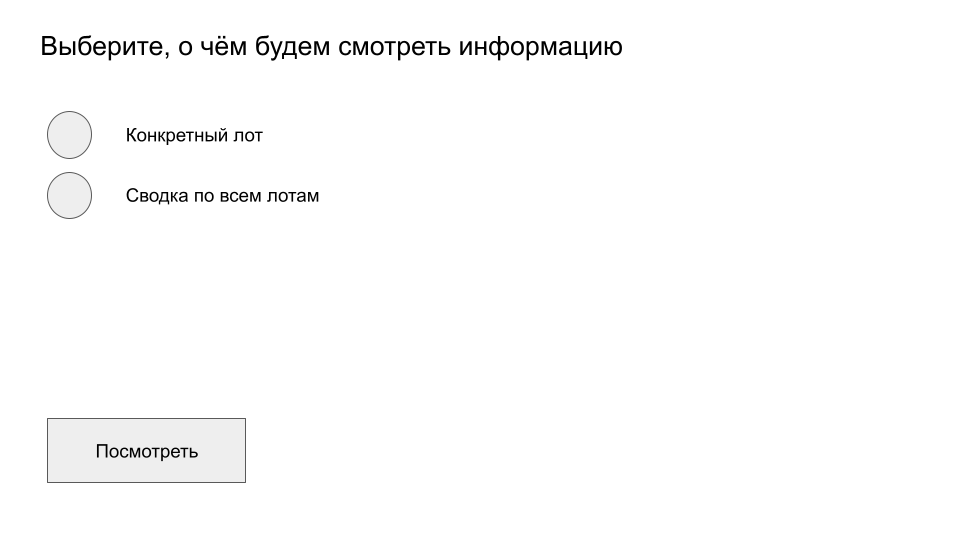 Выберите, о чём будем смотреть информацию
Конкретный лот
Сводка по всем лотам
Посмотреть